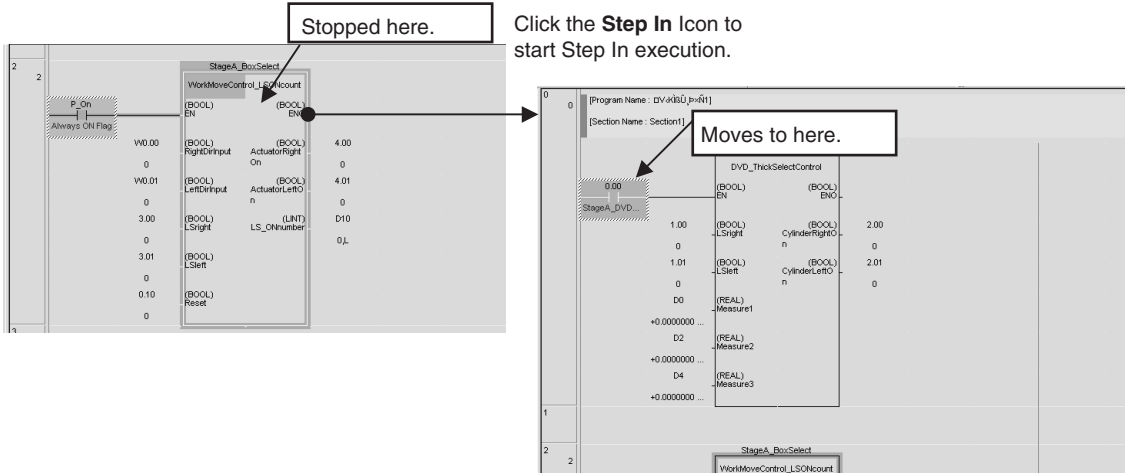 Stopped here.
Click the Step In Icon to
start Step In execution.
2
2
StageA_BoxSelect
WorkMoveControl_LSONcount
P_On
Always ON Flag
(BOOL)
EN
(BOOL)
ENO
W0.00
0
(BOOL)
RightDirInput
(BOOL)
ActuatorRight
On
4.00
0
W0.01
0
(BOOL)
LeftDirInput
(BOOL)
ActuatorLeftO
n
4.01
0
3.00
0
(BOOL)
LSright
(LINT)
LS_ONnumber
D10
0,L
3.01
0
(BOOL)
LSleft
0.10
0
(BOOL)
Reset
3
0
0
[Program Name :
[Section Name : Section1]
Moves to here.
DVD_ThickSelectControl
0.00
StageA_DVD...
(BOOL)
EN
(BOOL)
ENO
1.00
0
(BOOL)
LSright
(BOOL)
CylinderRightO
n
2.00
0
1.01
0
(BOOL)
LSleft
(BOOL)
CylinderLeftO
n
2.01
0
D0
+0.0000000 ...
(REAL)
Measure1
D2
+0.0000000 ...
(REAL)
Measure2
D4
+0.0000000 ...
(REAL)
Measure3
1
2
2
StageA_BoxSelect
WorkMoveControl_LSONcount